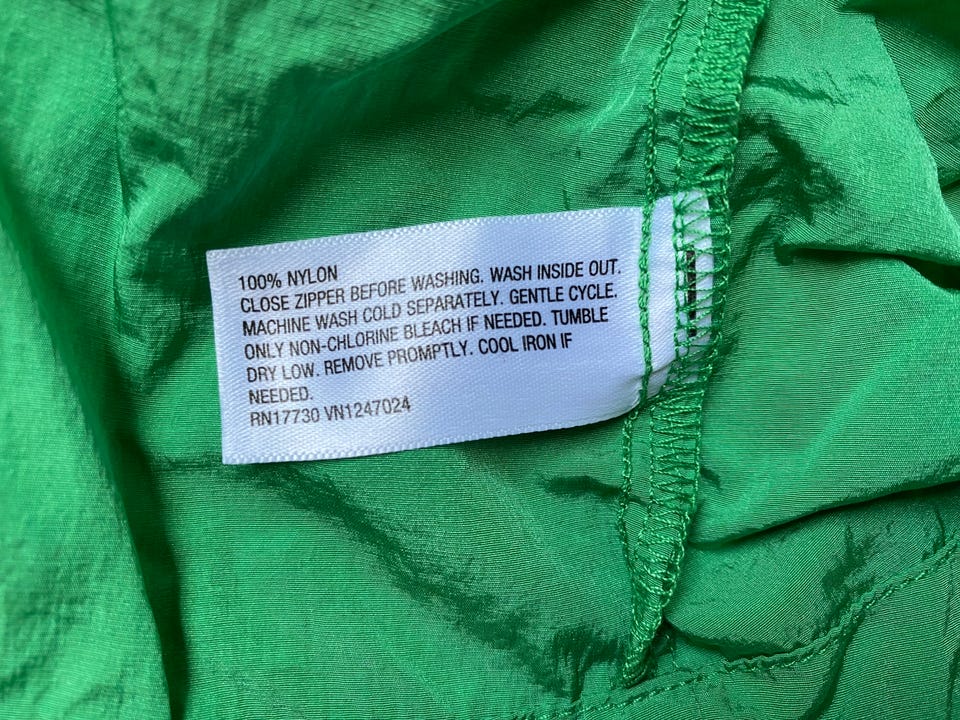 100% NYLON
CLOSE ZIPPER BEFORE WASHING. WASH INSIDE OUT.
MACHINE WASH COLD SEPARATELY. GENTLE CYCLE.
ONLY NON-CHLORINE BLEACH IF NEEDED. TUMBLE
DRY LOW. REMOVE PROMPTLY. COOL IRON IF
NEEDED.
RN17730 VN1247024